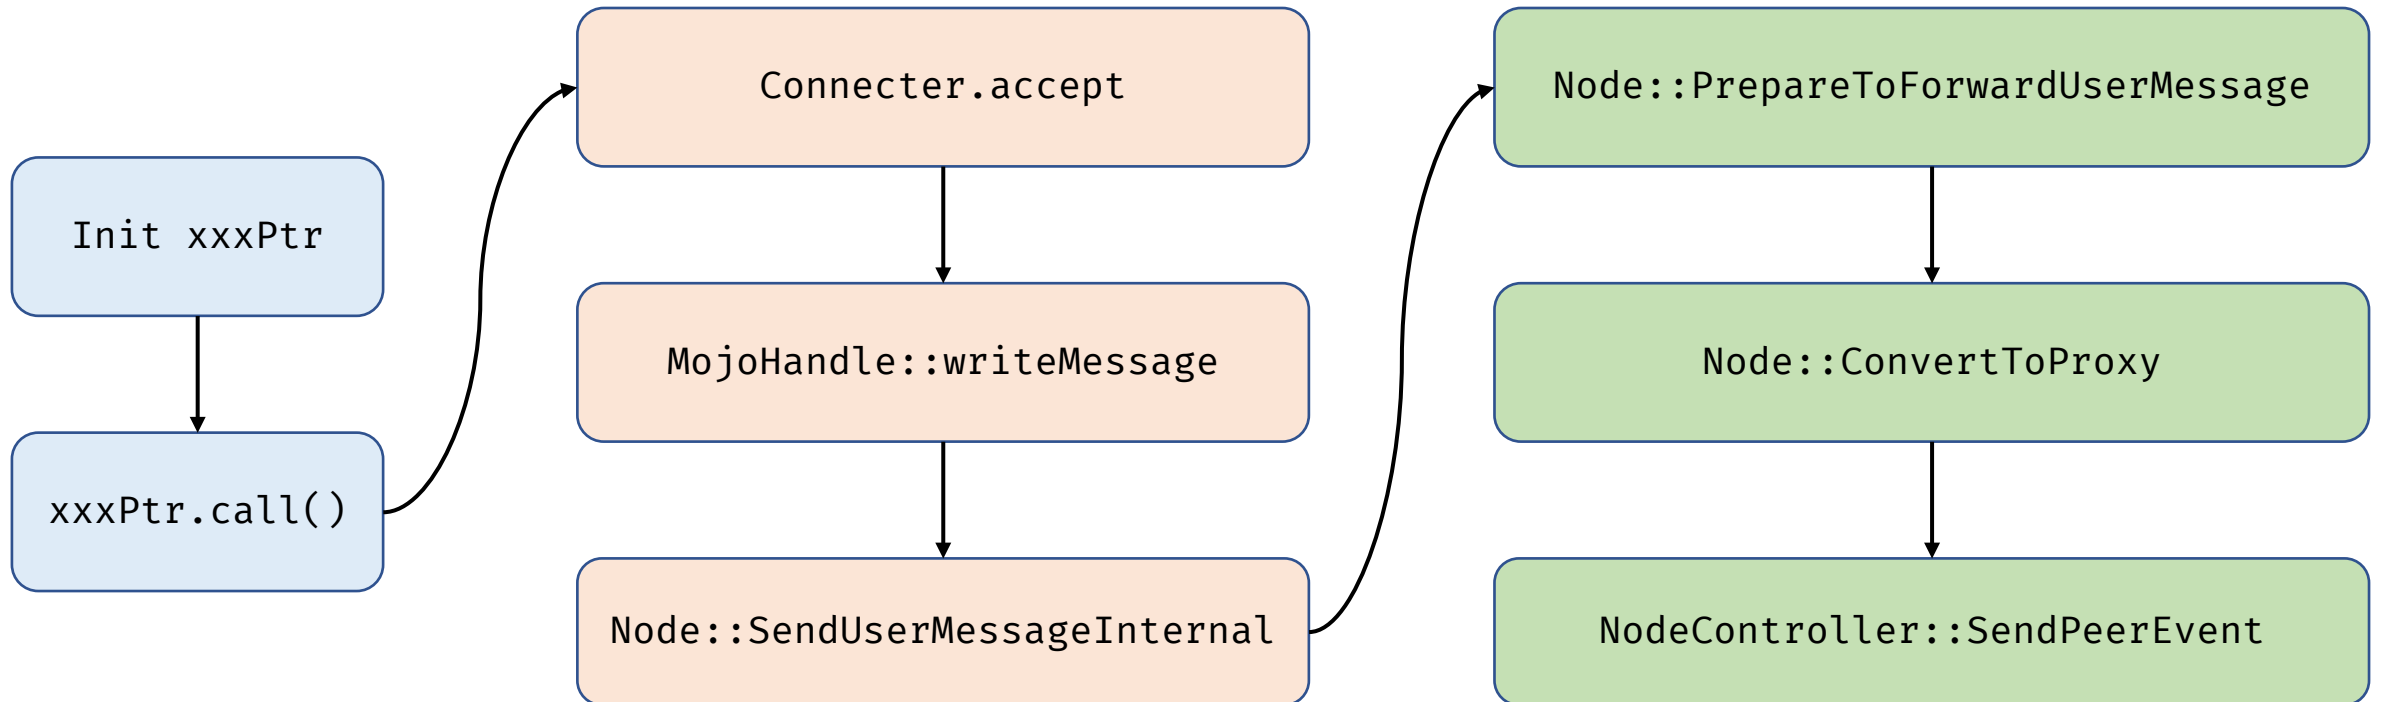 Init xxxPtr
xxxPtr.call()
Connecter.accept
MojoHandle::writeMessage
Node::SendUserMessageInternal
Node::PrepareToForwardUserMessage
Node::ConvertToProxy
NodeController::SendPeerEvent